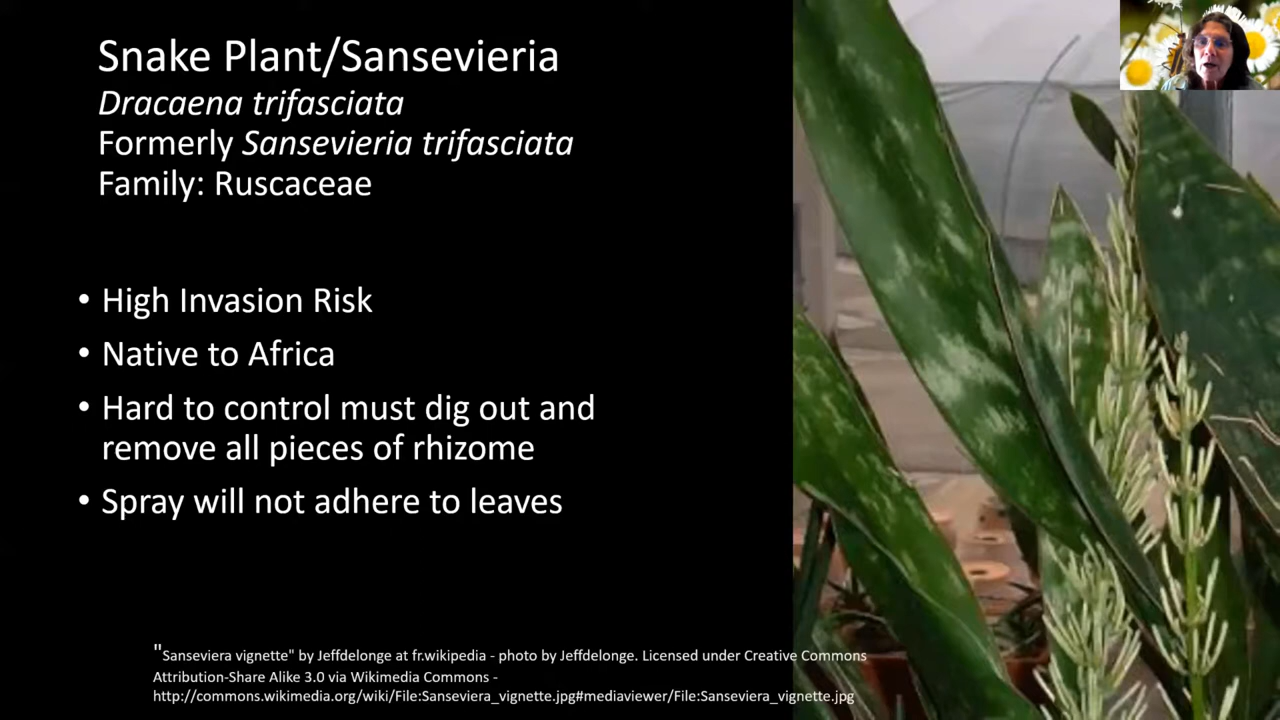 Snake Plant/Sansevieria
Dracaena trifasciata
Formerly Sansevieria trifasciata
Family: Ruscaceae
• High Invasion Risk
• Native to Africa
• Hard to control must dig out and
remove all pieces of rhizome
• Spray will not adhere to leaves
"Sanseviera vignette" by Jeffdelonge at fr.wikipedia - photo by Jeffdelonge. Licensed under Creative Commons
Attribution-Share Alike 3.0 via Wikimedia Commons -
http://commons.wikimedia.org/wiki/File:Sanseviera_vignette.jpg#mediaviewer/File:Sanseviera_vignette.jpg